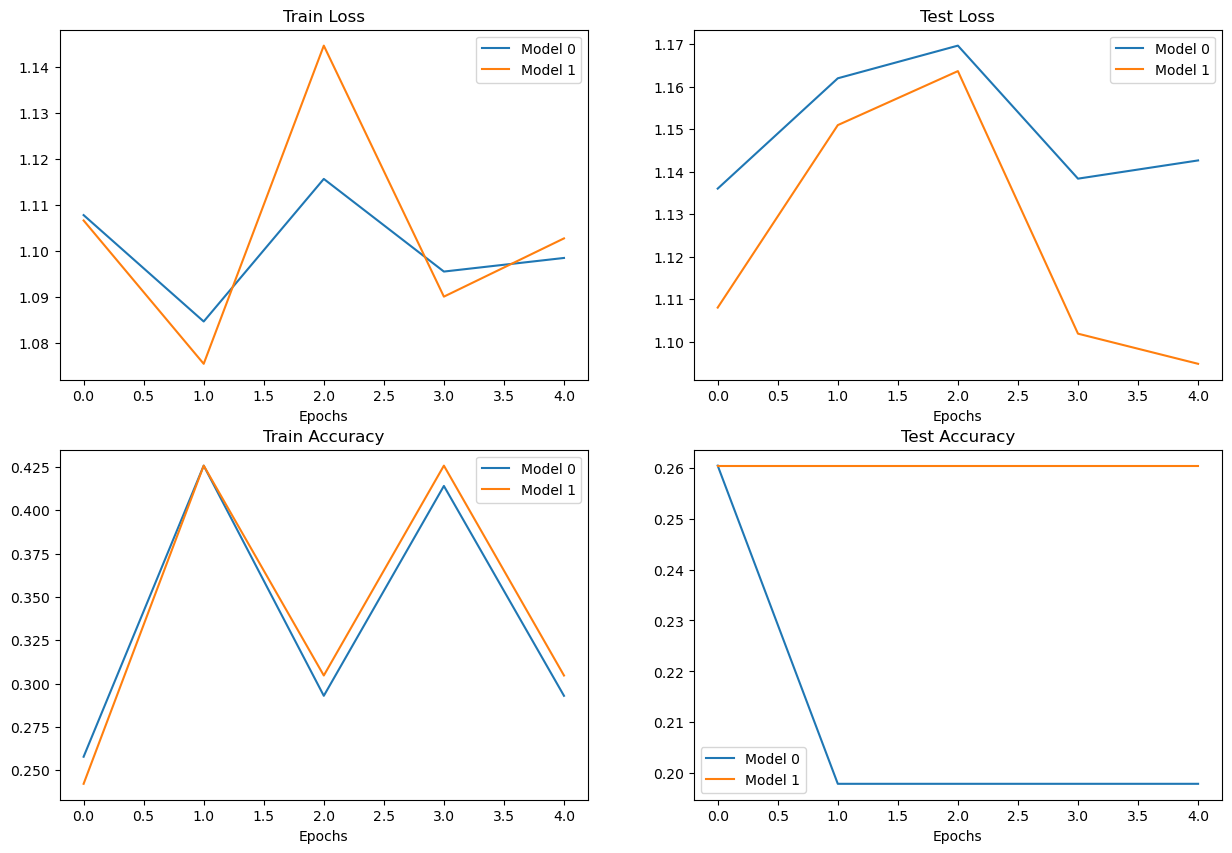 Train Loss
Model 0
Model 1
1.14
1.13
1.12
1.11
1.10
1.09
1.08
0.0 0.5 1.0 1.5 2.0 2.5 3.0 3.5 4.0
Epochs
Test Loss
Model 0
Model 1
1.17
1.16
1.15
1.14
1.13
1.12
1.11
1.10
0.0 0.5 1.0 1.5 2.0 2.5 3.0 3.5 4.0
Epochs
Train Accuracy
Model 0
Model 1
0.425
0.400
0.375
0.350
0.325
0.300
0.275
0.250
0.0 0.5 1.0 1.5 2.0 2.5 3.0 3.5 4.0
Epochs
Test Accuracy
0.26
0.25
0.24
0.23
0.22
0.21
0.20
Model 0
Model 1
0.0 0.5 1.0 1.5 2.0 2.5 3.0 3.5 4.0
Epochs